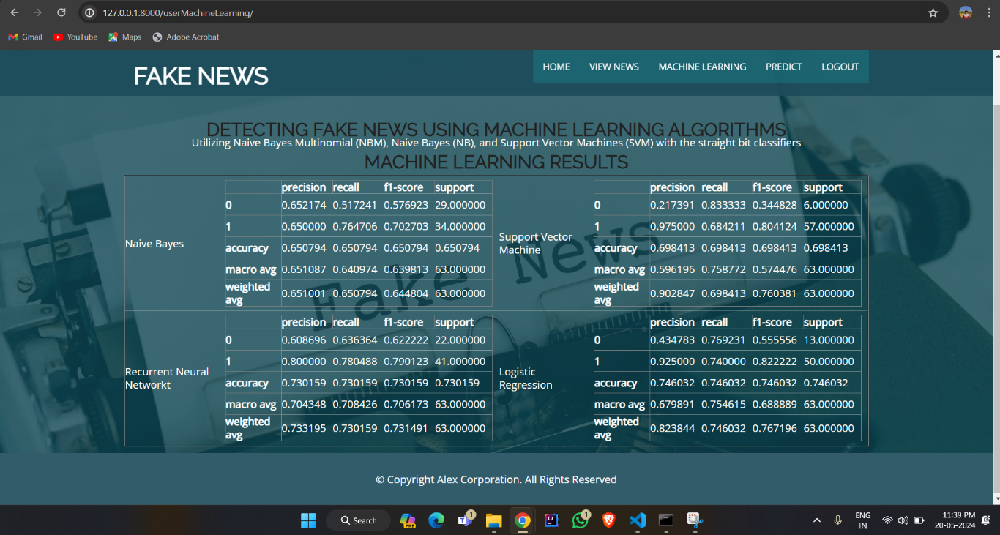 127.0.0.1:8000/userMachineLearning/
Gmail YouTube Maps Adobe Acrobat
FAKE NEWS
HOME VIEW NEWS MACHINE LEARNING PREDICT LOGOUT
DETECTING FAKE NEWS USING MACHINE LEARNING ALGORITHMS
Utilizing Naive Bayes Multinomial (NBM), Naive Bayes (NB), and Support Vector Machines (SVM) with the straight bit classifiers
MACHINE LEARNING RESULTS
Naive Bayes
precision recall f1-score support
0 0.652174 0.517241 0.576923 29.000000
1 0.650000 0.764706 0.702703 34.000000
accuracy 0.650794 0.650794 0.650794 0.650794
macro avg 0.651087 0.640974 0.639813 63.000000
weighted
avg 0.651001 0.650794 0.644804 63.000000
Support Vector
Machine
precision recall f1-score support
0 0.217391 0.833333 0.344828 6.000000
1 0.975000 0.684211 0.804124 57.000000
accuracy 0.698413 0.698413 0.698413 0.698413
macro avg 0.596196 0.758772 0.574476 63.000000
weighted
avg 0.902847 0.698413 0.760381 63.000000
Fake News
Recurrent Neural
Networkt
precision recall f1-score support
0 0.608696 0.636364 0.622222 22.000000
1 0.800000 0.780488 0.790123 41.000000
accuracy 0.730159 0.730159 0.730159 0.730159
macro avg 0.704348 0.708426 0.706173 63.000000
weighted
avg 0.733195 0.730159 0.731491 63.000000
Logistic
Regression
precision recall f1-score support
0 0.434783 0.769231 0.555556 13.000000
1 0.925000 0.740000 0.822222 50.000000
accuracy 0.746032 0.746032 0.746032 0.746032
macro avg 0.679891 0.754615 0.688889 63.000000
weighted
avg 0.823844 0.746032 0.767196 63.000000
© Copyright Alex Corporation. All Rights Reserved
Search
PRE
1
IJ
1
ENG
IN
11:39 PM
20-05-2024